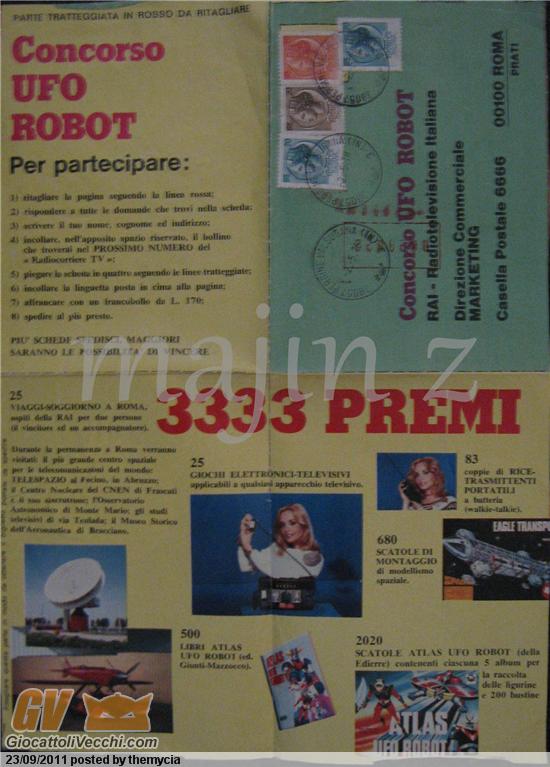 PARTE TRATTEGGIATA IN ROSSO DA RITAGLIARE
Concorso
UFO
ROBOT
Per partecipare:
1) ritagliare la pagina seguendo la linea rossa;
2) rispondere a tutte le domande che trovi nella scheda;
3) scrivere il tuo nome, cognome ed indirizzo;
4) incollare, nell'apposito spazio riservato, il bollino
che troverai nel PROSSIMO NUMERO del
« Radiocorriere TV »;
5) piegare la scheda in quattro seguendo le linee tratteggiate;
6) incollare la linguetta posta in cima alla pagina;
7) affrancare con un francobollo da L. 170;
8) spedire al più presto.
PIU' SCHEDE SPEDISCI, MAGGIORI
SARANNO LE POSSIBILITA' DI VINCERE
Concorso UFO ROBOT
RAI - Radiotelevisione Italiana
Direzione Commerciale
MARKETING
Casella Postale 6666
00100 ROMA
PRATI
majin z
3333 PREMI
25
VIAGGI-SOGGIORNO A ROMA,
ospiti della RAI per due persone
(il vincitore ed un accompagnatore).
Durante la permanenza a Roma verranno
visitati: il più grande centro spaziale
per le telecomunicazioni del mondo:
TELESPAZIO al Fucino, in Abruzzo;
il Centro Nucleare del CNEN di Frascati
e il suo sincrotrone; l'Osservatorio
Astronomico di Monte Mario; gli studi
televisivi di via Teulada; il Museo Storico
dell'Aeronautica di Bracciano.
25
GIOCHI ELETTRONICI-TELEVISIVI
applicabili a qualsiasi apparecchio televisivo.
83
coppie di RICE-
TRASMITTENTI
PORTATILI
a batteria
(walkie-talkie).
680
SCATOLE DI
MONTAGGIO
di modellismo
spaziale.
EAGLE TRANSPO
500
LIBRI ATLAS
UFO ROBOT (ed.
Giunti-Mazzocco).
2020
SCATOLE ATLAS UFO ROBOT (della
Edierre) contenenti ciascuna 5 album per
la raccolta
delle figurine
e 200 bustine
ATLAS
UFO ROBOT
GV
GiocattoliVecchi.com
23/09/2011 posted by themycia